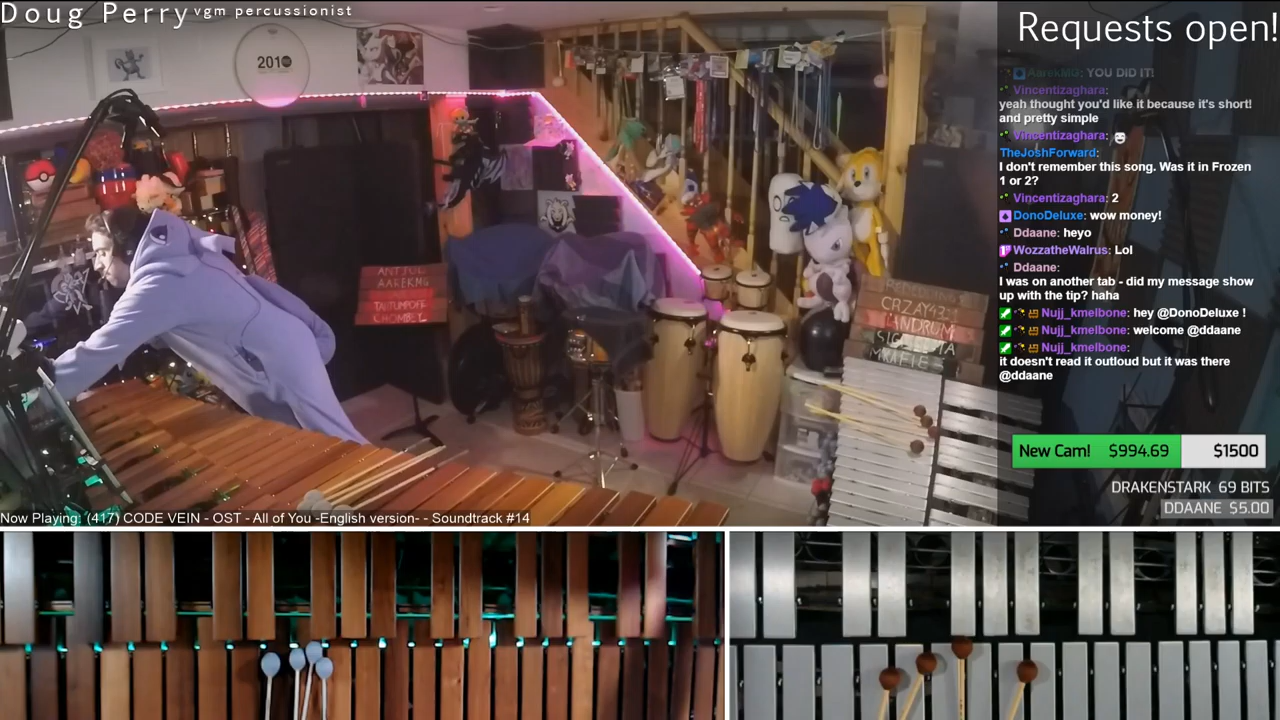 Doug Perry vgm percussionist
Requests open!
201
AarekMG: YOU DID IT!
Vincentizaghara:
yeah thought you'd like it because it's short!
and pretty simple
Vincentizaghara:
TheJoshForward:
I don't remember this song. Was it in Frozen
1 or 2?
Vincentizaghara: 2
DonoDeluxe: wow money!
Ddaane: heyo
WozzatheWalrus: Lol
Ddaane:
I was on another tab - did my message show
up with the tip? haha
Nujj_kmelbone: hey @DonoDeluxe !
Nujj_kmelbone: welcome @ddaane
Nujj_kmelbone:
it doesn't read it outloud but it was there
@ddaane
AAREKMG
New Cam! $994.69 $1500
DRAKENSTARK 69 BITS
DDAANE $5.00
Now Playing: (417) CODE VEIN - OST - All of You -English version- - Soundtrack #14